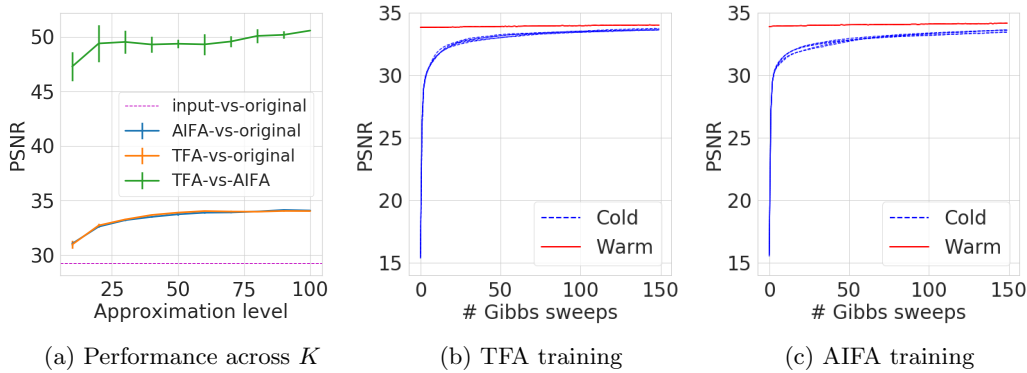 50
45
40
35
30
PSNR
input-vs-original
AIFA-vs-original
TFA-vs-original
TFA-vs-AIFA
25 50 75 100
Approximation level
(a) Performance across K
35
30
25
20
15
PSNR
Cold
Warm
0 50 100 150
# Gibbs sweeps
(b) TFA training
35
30
25
20
15
PSNR
Cold
Warm
0 50 100 150
# Gibbs sweeps
(c) AIFA training